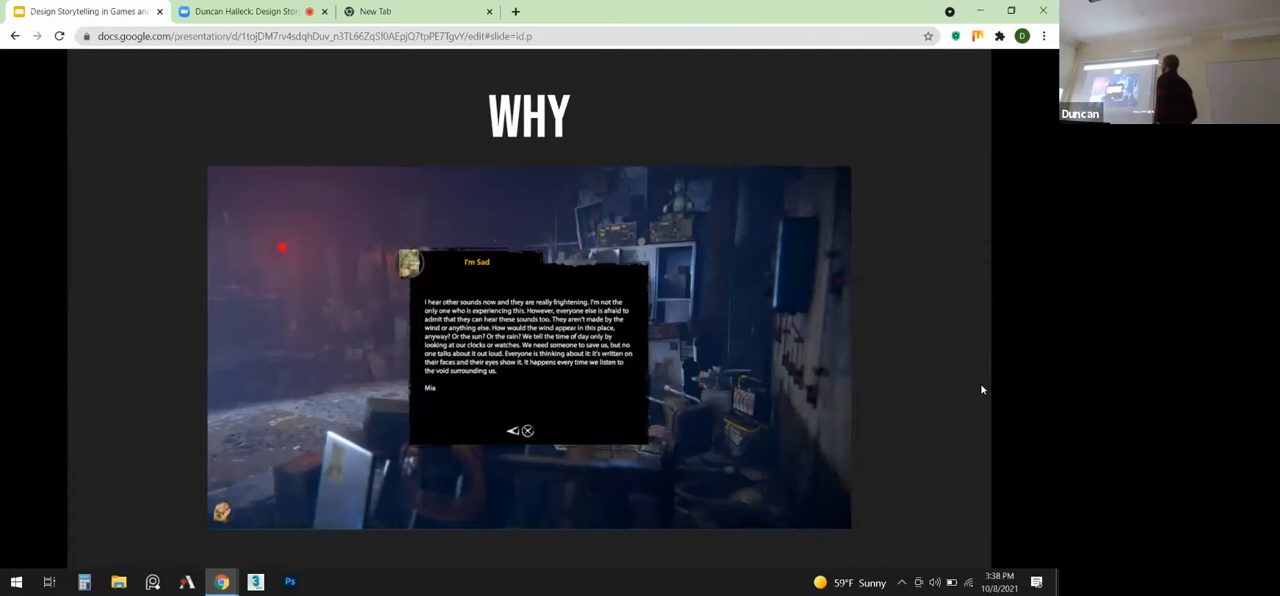 Design Storytelling in Games an
Duncan Halleck: Design Stor
New Tab
docs.google.com/presentation/d/1tojDM7rv4sdqhDuv_n3TL66ZqSf0AEpjQ7tpPE7TgvY/edit#slide=id.p
D
Duncan
WHY
I'm Sad
I hear other sounds now and they are really frightening. I'm not the
only one who is experiencing this. However, everyone else is afraid to
admit that they can hear these sounds too. They aren't made by the
wind or anything else. How would the wind appear in this place,
anyway? Or the sun? Or the rain? We tell the time of day only by
looking at our clocks or watches. We need someone to save us, but no
one talks about it out loud. Everyone is thinking about it: it's written on
their faces and their eyes show it. It happens every time we listen to
the void surrounding us.
Mia
3
Ps
59°F Sunny
3:38 PM
10/8/2021